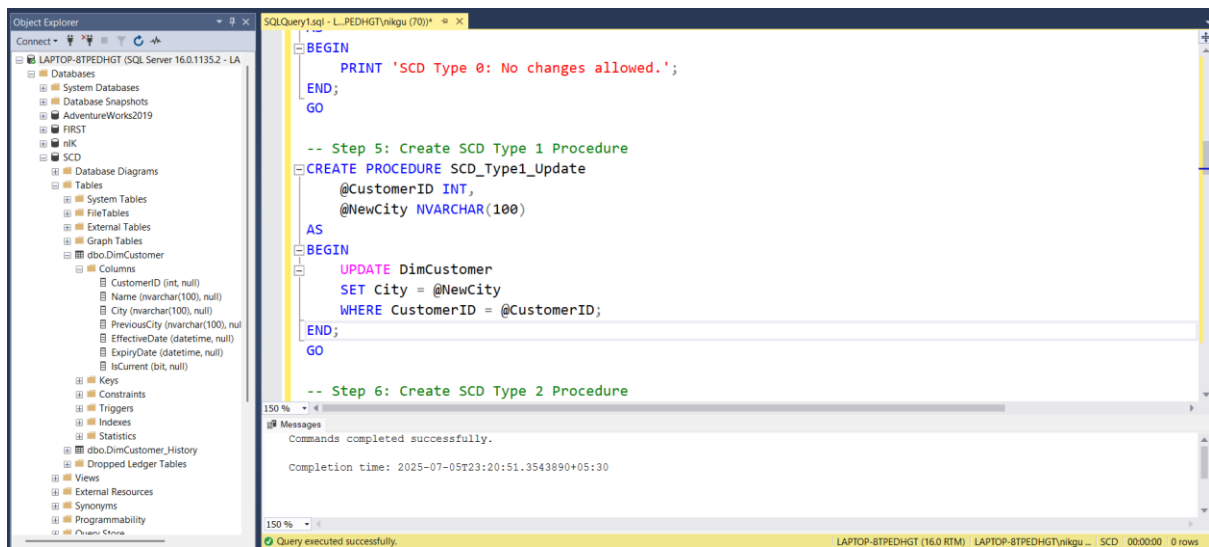 Object Explorer
Connect
LAPTOP-8TPEDHGT (SQL Server 16.0.1135.2 - LA
Databases
System Databases
Database Snapshots
AdventureWorks2019
FIRST
nIK
SCD
Database Diagrams
Tables
System Tables
FileTables
External Tables
Graph Tables
dbo.DimCustomer
Columns
CustomerID (int, null)
Name (nvarchar(100), null)
City (nvarchar(100), null)
PreviousCity (nvarchar(100), nul
EffectiveDate (datetime, null)
ExpiryDate (datetime, null)
IsCurrent (bit, null)
Keys
Constraints
Triggers
Indexes
Statistics
dbo.DimCustomer_History
Dropped Ledger Tables
Views
External Resources
Synonyms
Programmability
Query Store
SQLQuery1.sql - L...PEDHGT\nikgu (70))*
AS
BEGIN
PRINT 'SCD Type 0: No changes allowed.';
END;
GO
-- Step 5: Create SCD Type 1 Procedure
CREATE PROCEDURE SCD_Type1_Update
@CustomerID INT,
@NewCity NVARCHAR(100)
AS
BEGIN
UPDATE DimCustomer
SET City = @NewCity
WHERE CustomerID = @CustomerID;
END;
GO
-- Step 6: Create SCD Type 2 Procedure
150 %
Messages
Commands completed successfully.
Completion time: 2025-07-05T23:20:51.3543890+05:30
150 %
Query executed successfully.
LAPTOP-8TPEDHGT (16.0 RTM)
LAPTOP-8TPEDHGT\nikgu ...
SCD
00:00:00
0 rows